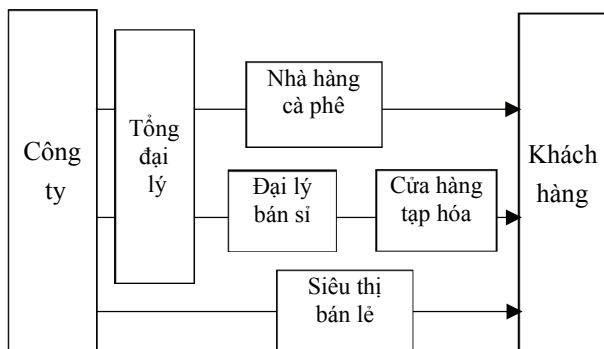 Công
ty
Tổng
đại
lý
Nhà hàng
cà phê
Đại lý
bán sỉ
Cửa hàng
tạp hóa
Siêu thị
bán lẻ
Khách
hàng